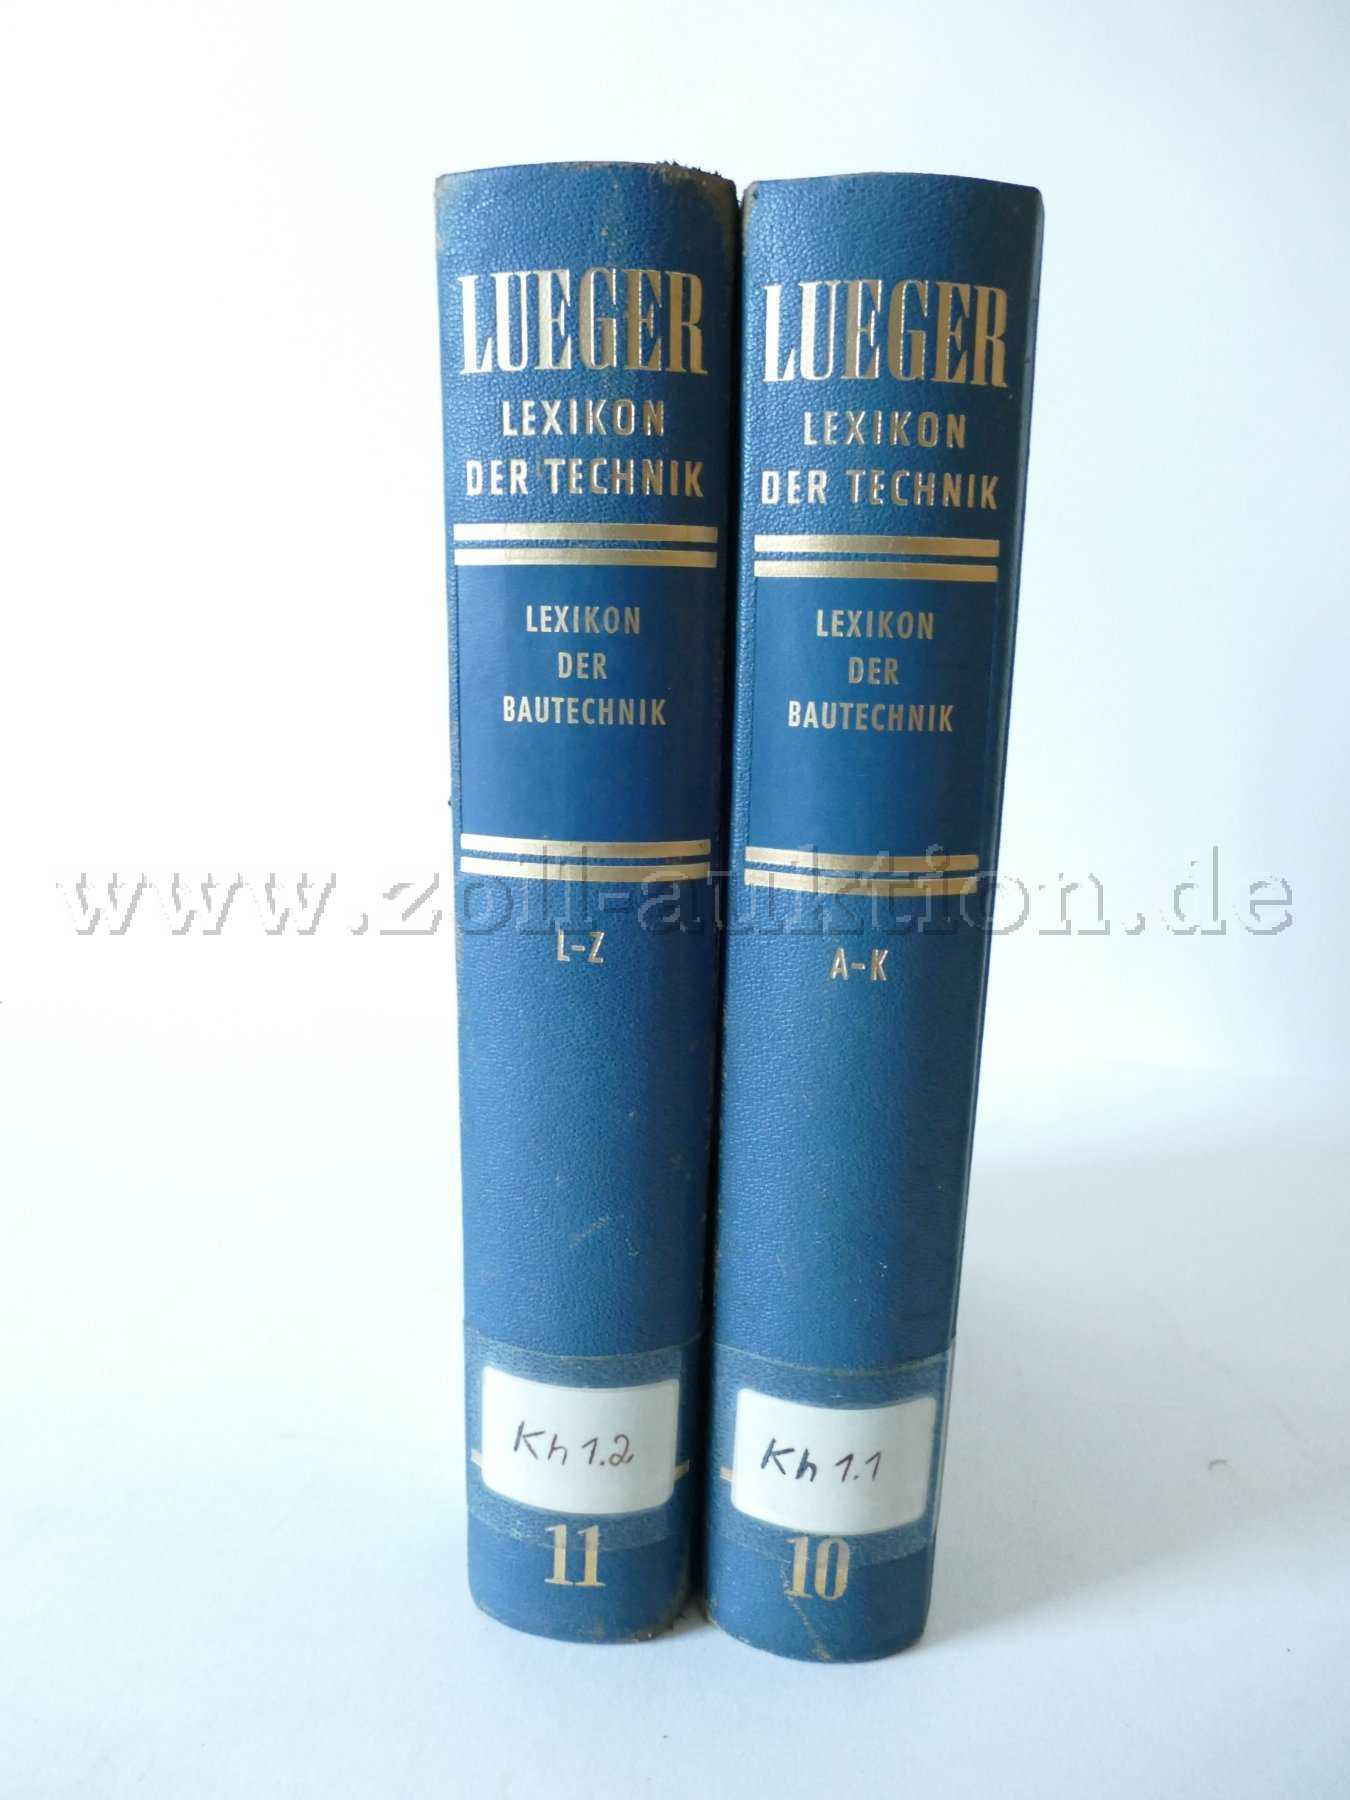 LUEGER
LEXIKON
DER TECHNIK
LEXIKON
DER
BAUTECHNIK
L-Z
Kh 1.2
11
LUEGER
LEXIKON
DER TECHNIK
LEXIKON
DER
BAUTECHNIK
A-K
Kh 1.1
10
www.zoll-auktion.de